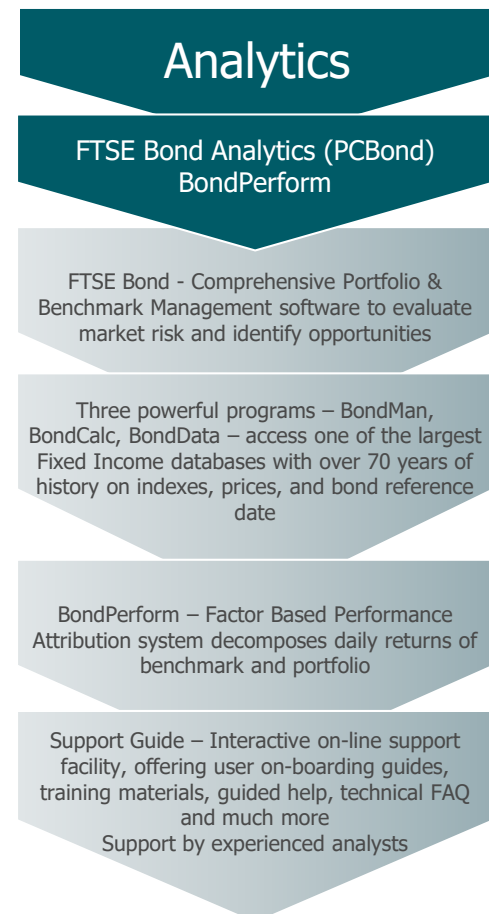 Analytics
FTSE Bond Analytics (PCBond)
BondPerform
FTSE Bond - Comprehensive Portfolio &
Benchmark Management software to evaluate
market risk and identify opportunities
Three powerful programs – BondMan,
BondCalc, BondData – access one of the largest
Fixed Income databases with over 70 years of
history on indexes, prices, and bond reference
date
BondPerform – Factor Based Performance
Attribution system decomposes daily returns of
benchmark and portfolio
Support Guide – Interactive on-line support
facility, offering user on-boarding guides,
training materials, guided help, technical FAQ
and much more
Support by experienced analysts